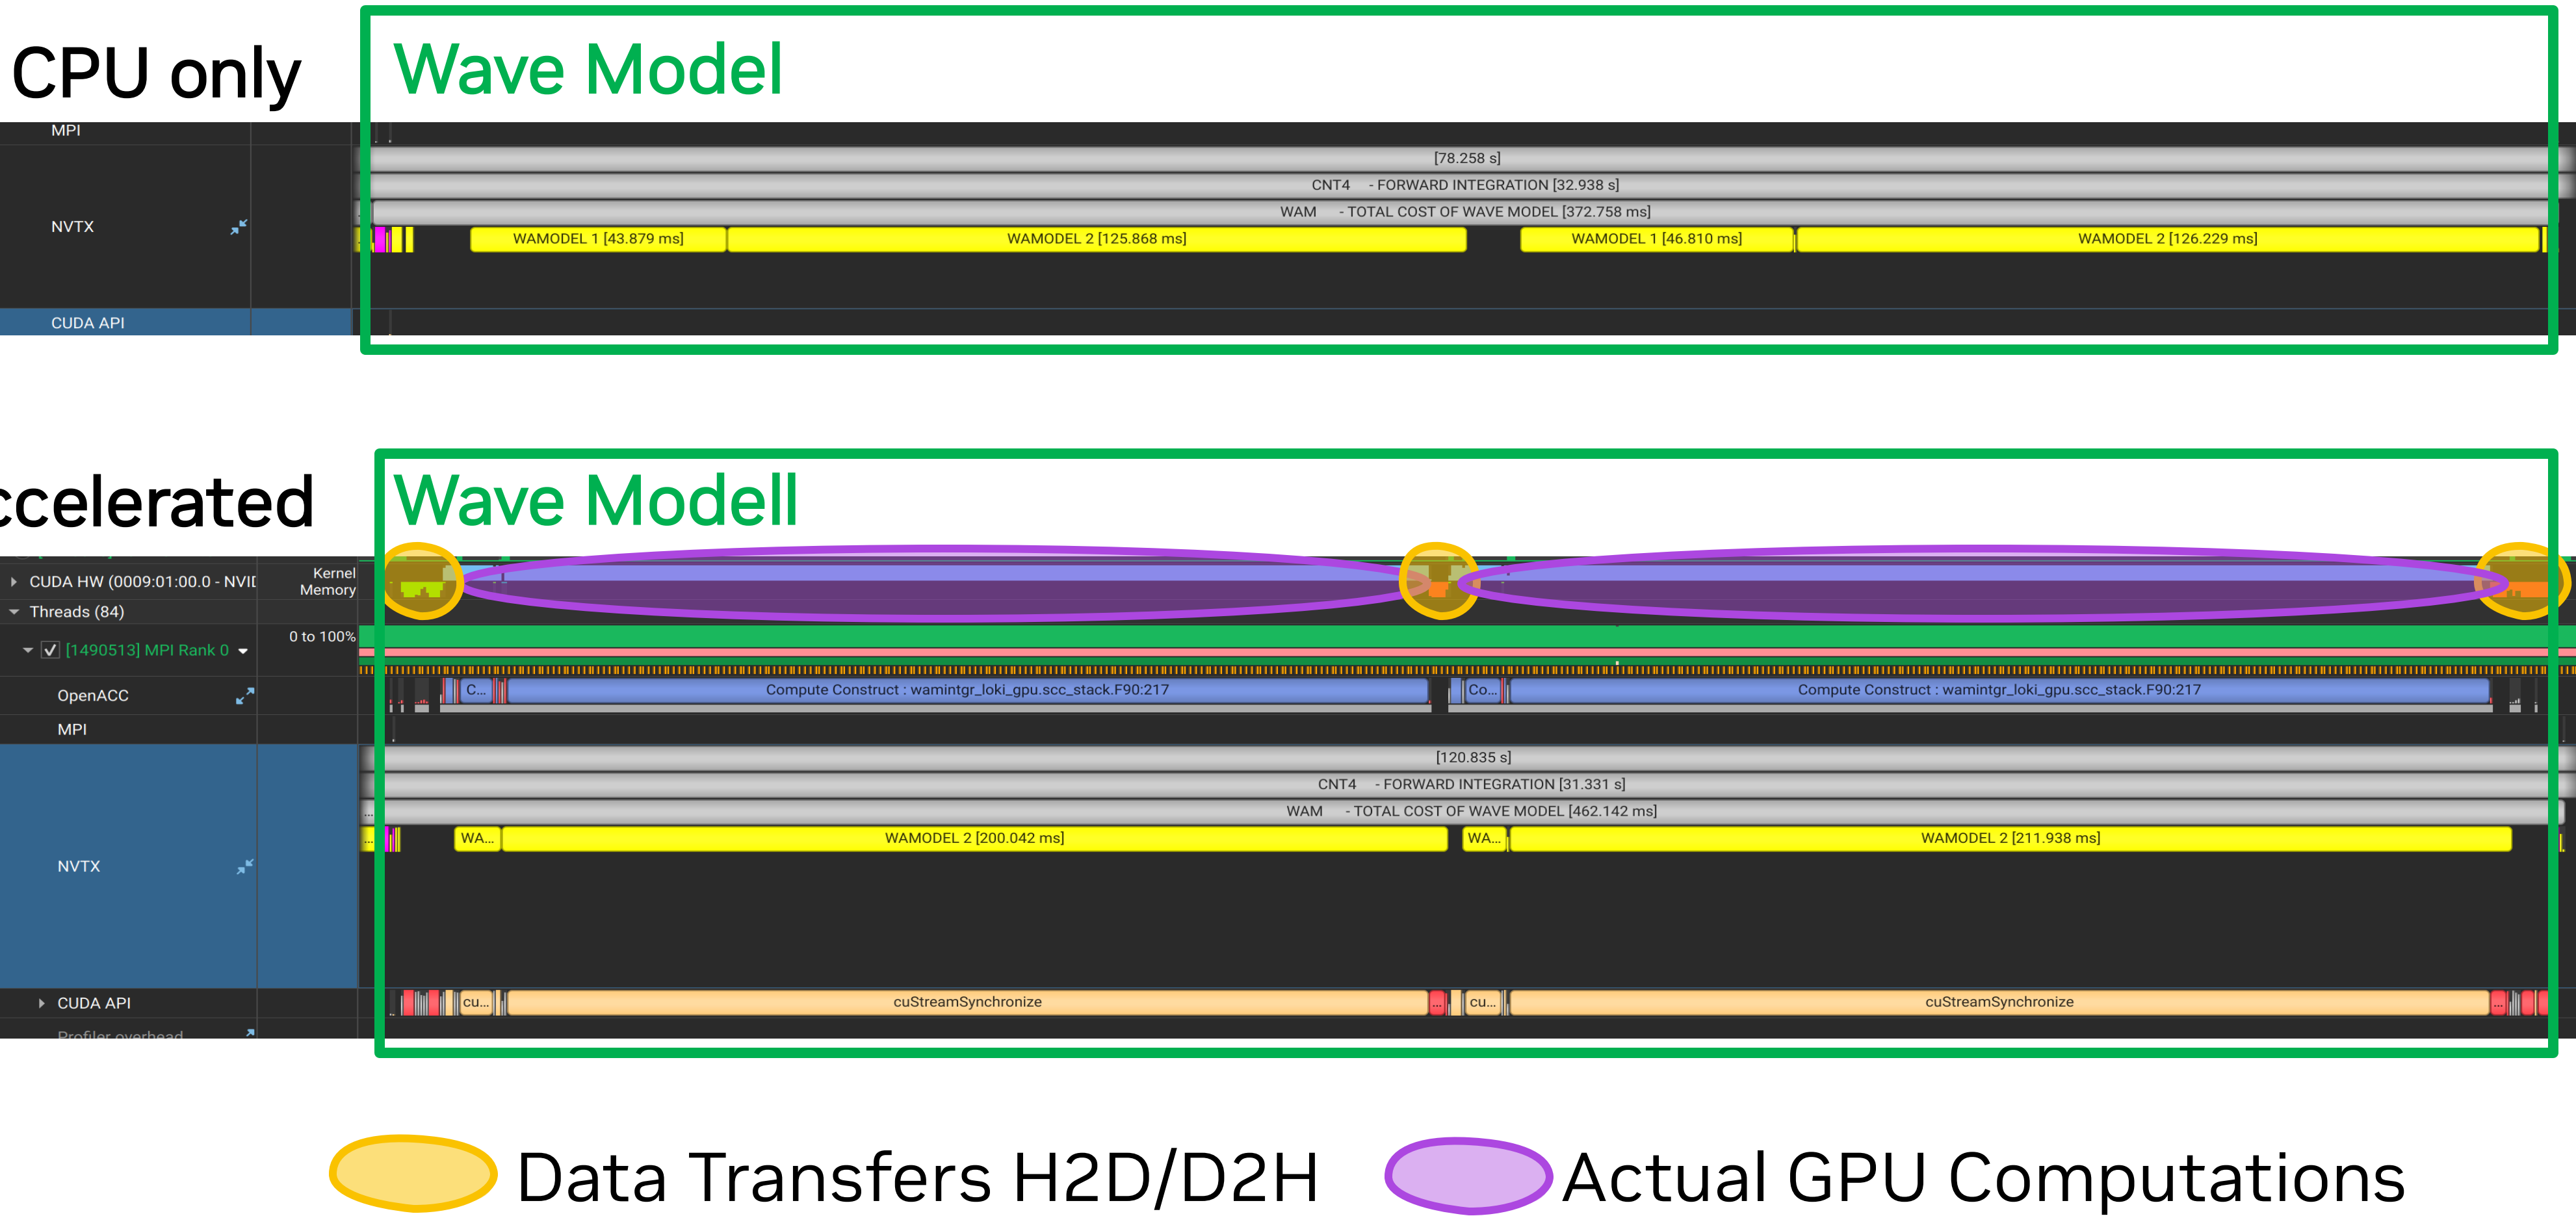 CPU only
Wave Model
MPI
[78.258 s]
CNT4 - FORWARD INTEGRATION [32.938 s]
WAM - TOTAL COST OF WAVE MODEL [372.758 ms]
NVTX
WAMODEL 1 [43.879 ms]
WAMODEL 2 [125.868 ms]
WAMODEL 1 [46.810 ms]
WAMODEL 2 [126.229 ms]
CUDA API
ccelerated
Wave Modell
CUDA HW (0009:01:00.0 - NVID
Kernel
Memory
Threads (84)
[1490513] MPI Rank 0
0 to 100%
OpenACC
C...
Compute Construct : wamintgr_loki_gpu.scc_stack.F90:217
Co...
Compute Construct : wamintgr_loki_gpu.scc_stack.F90:217
MPI
[120.835 s]
CNT4 - FORWARD INTEGRATION [31.331 s]
... WAM - TOTAL COST OF WAVE MODEL [462.142 ms]
... WA... WAMODEL 2 [200.042 ms] WA... WAMODEL 2 [211.938 ms]
NVTX
CUDA API
cu... cuStreamSynchronize ... cu... cuStreamSynchronize ...
Profiler overhead
Data Transfers H2D/D2H
Actual GPU Computations